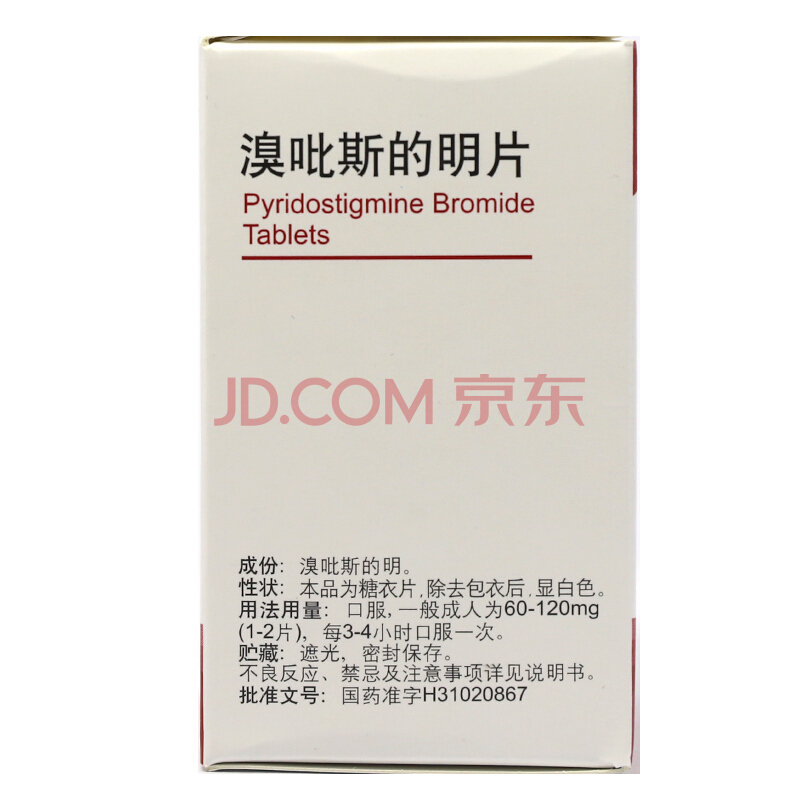 溴吡斯的明片
Pyridostigmine Bromide
Tablets
JD.COM 京东
成份：溴吡斯的明。
性状：本品为糖衣片,除去包衣后,显白色。
用法用量：口服,一般成人为60-120mg
(1-2片)，每3-4小时口服一次。
贮藏：遮光，密封保存。
不良反应、禁忌及注意事项详见说明书。
批准文号：国药准字H31020867